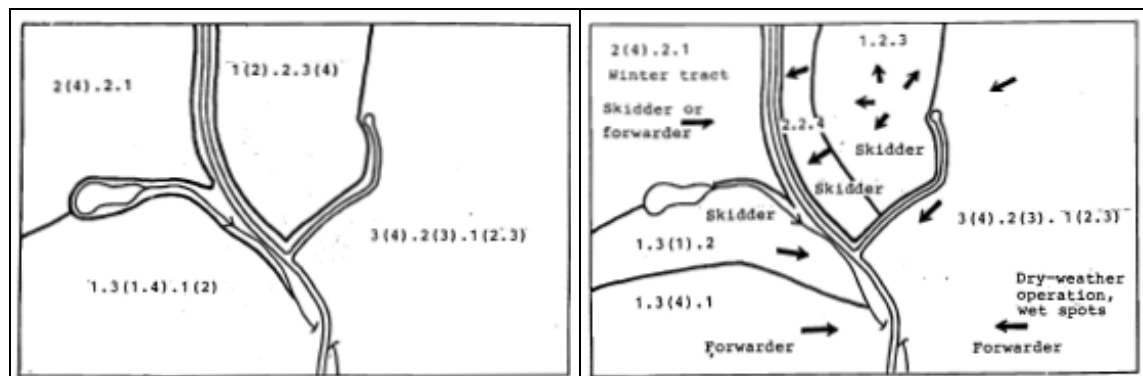 2(4).2.1
1(2).2.3(4)
3(4).2(3).1(2.3)
1.3(1.4).1(2)
2(4).2.1
Winter tract
Skidder or
forwarder
1.2.3
2.2.4
Skidder
Skidder
Skidder
3(4).2(3).1(2.3)
1.3(1).2
1.3(4).1
Dry-weather
operation,
wet spots
Forwarder
Forwarder